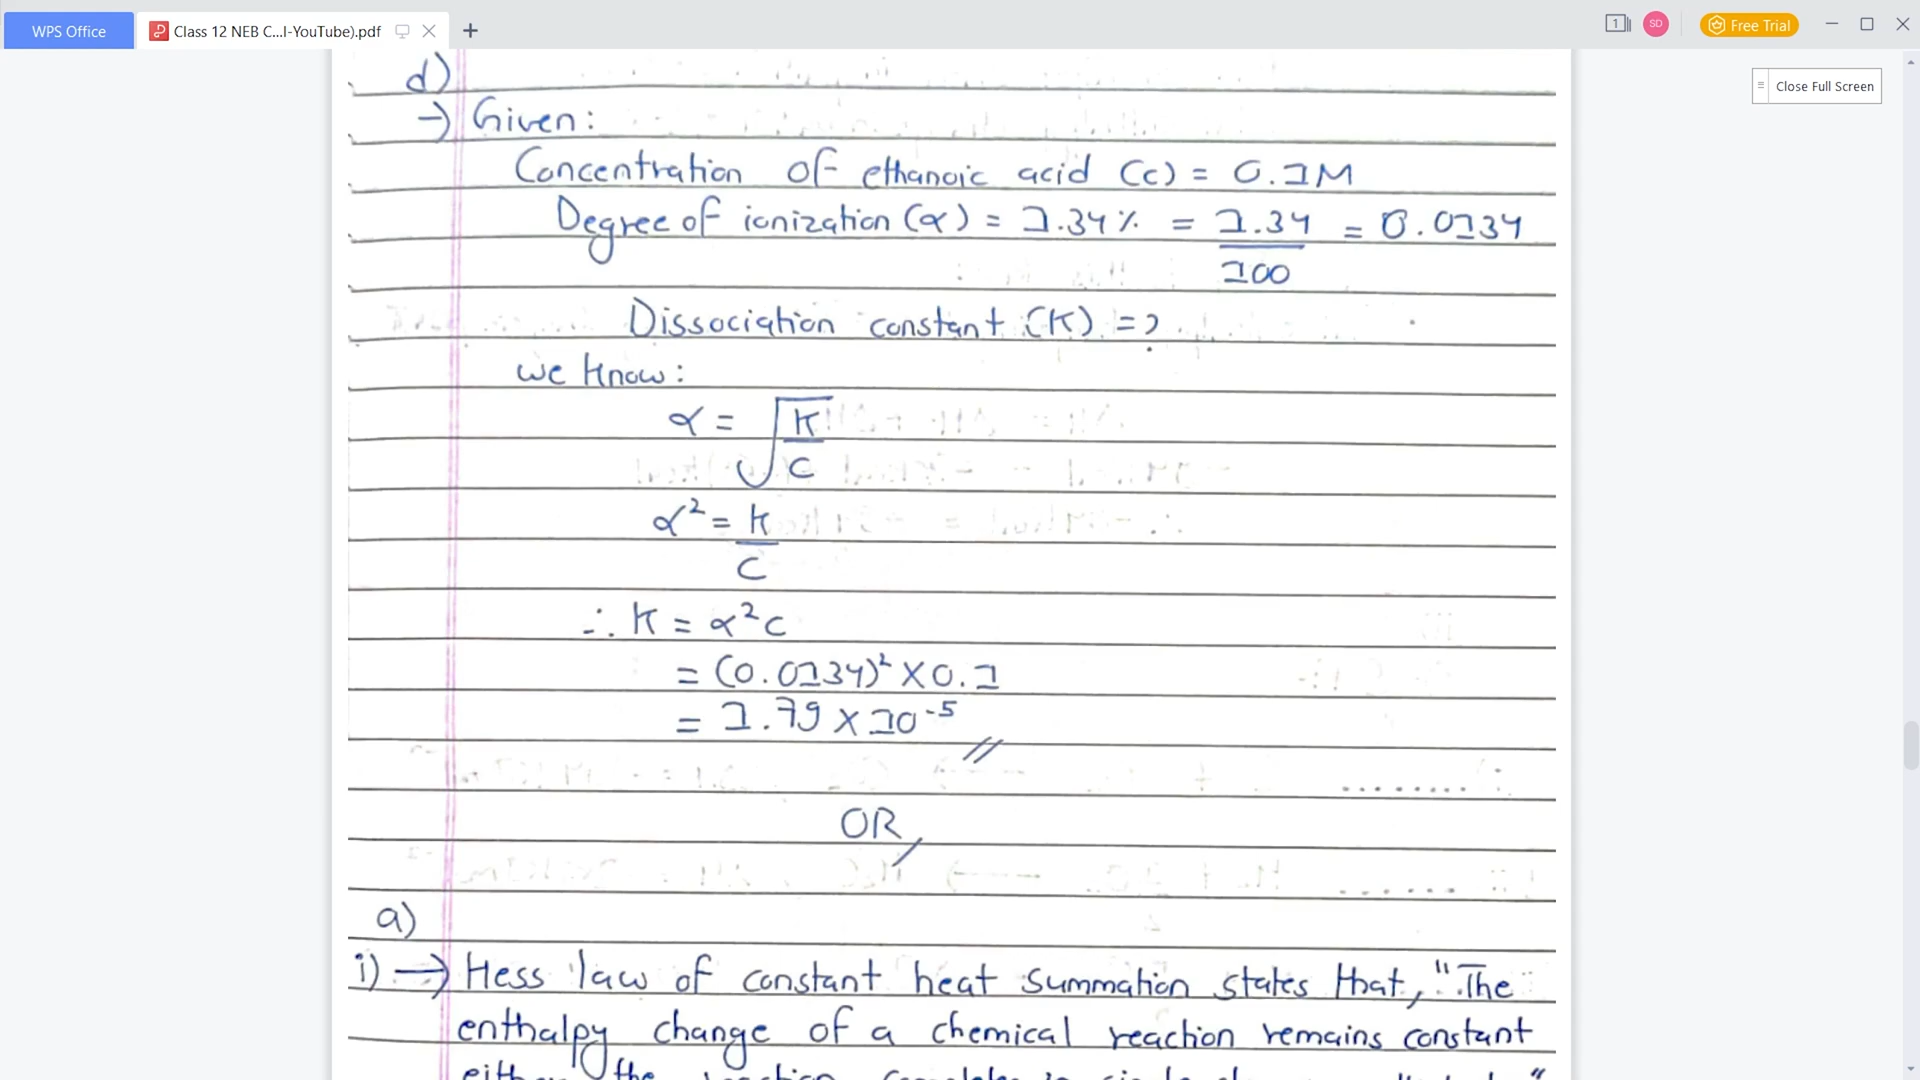 WPS Office
Class 12 NEB C...I-YouTube).pdf
1
SD
Free Trial
Close Full Screen
d)
→ Given:
Concentration of ethanoic acid (c) = 0.1M
Degree of ionization (α) = 1.34% = 1.34/100 = 0.0134
Dissociation constant (K) = ?
we know:
α = √(K/C)
α² = K/C
∴ K = α²c
= (0.0134)² × 0.1
= 1.79 × 10⁻⁵ //
OR,
a)
i) → Hess law of constant heat summation states that, "The
enthalpy change of a chemical reaction remains constant
the